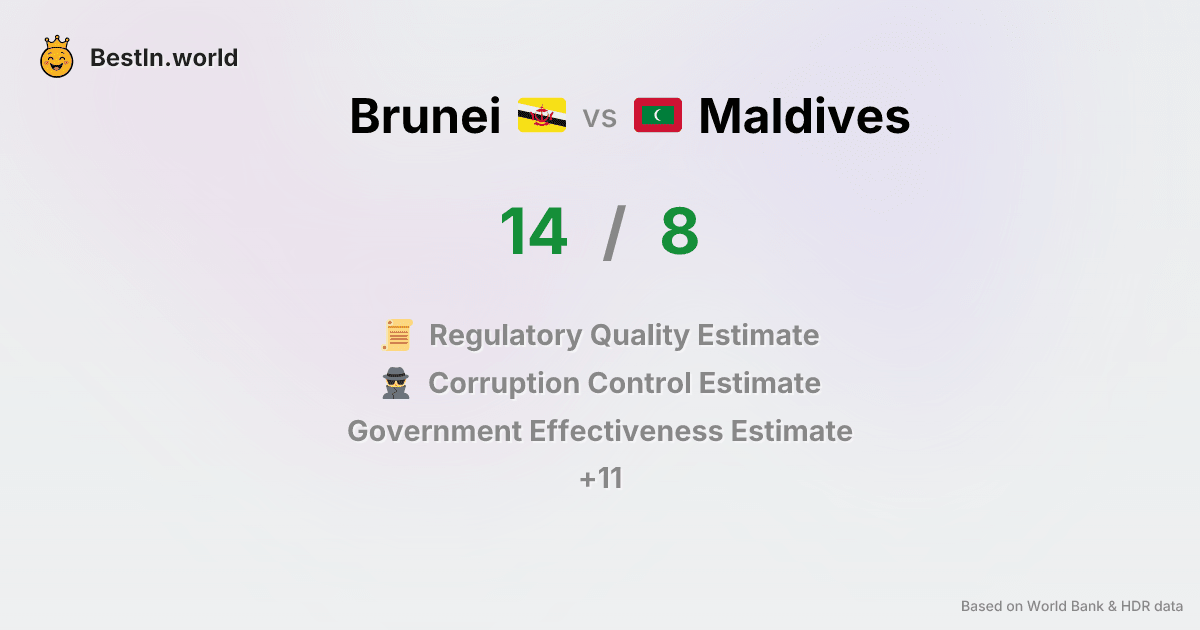 BestIn.world
Brunei vs Maldives
14 / 8
Regulatory Quality Estimate
Corruption Control Estimate
Government Effectiveness Estimate
+11
Based on World Bank & HDR data